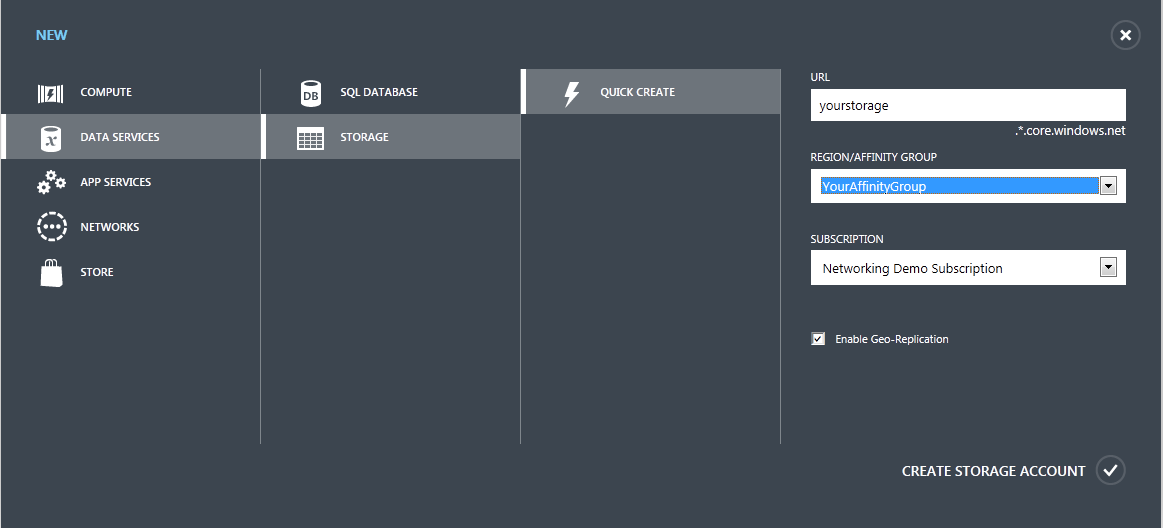 NEW
COMPUTE
DATA SERVICES
APP SERVICES
NETWORKS
STORE
DB
SQL DATABASE
STORAGE
QUICK CREATE
URL
yourstorage
.*.core.windows.net
REGION/AFFINITY GROUP
YourAffinityGroup
SUBSCRIPTION
Networking Demo Subscription
Enable Geo-Replication
CREATE STORAGE ACCOUNT